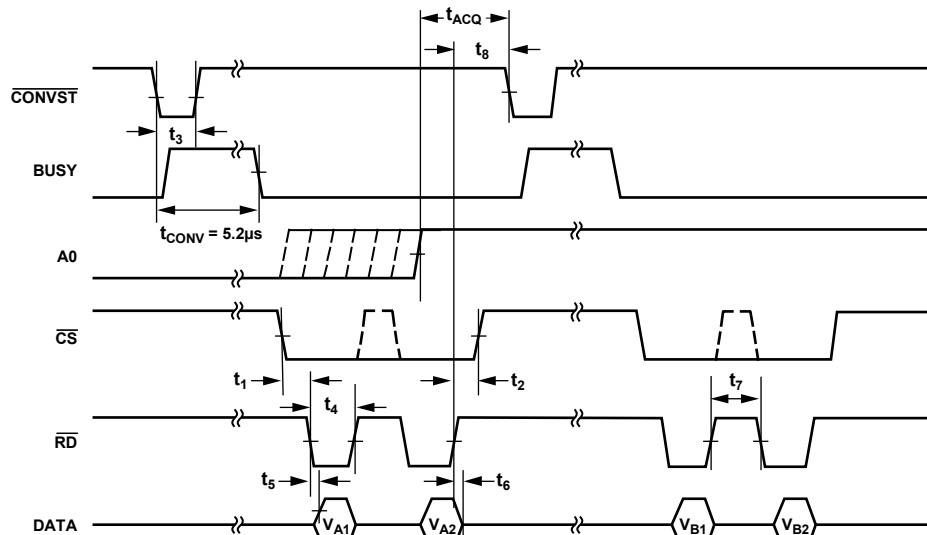 tACQ
t8
CONVST
t3
BUSY
tCONV = 5.2µs
A0
CS
t1
t4
t2
t7
RD
t5
t6
DATA
VA1
VA2
VB1
VB2